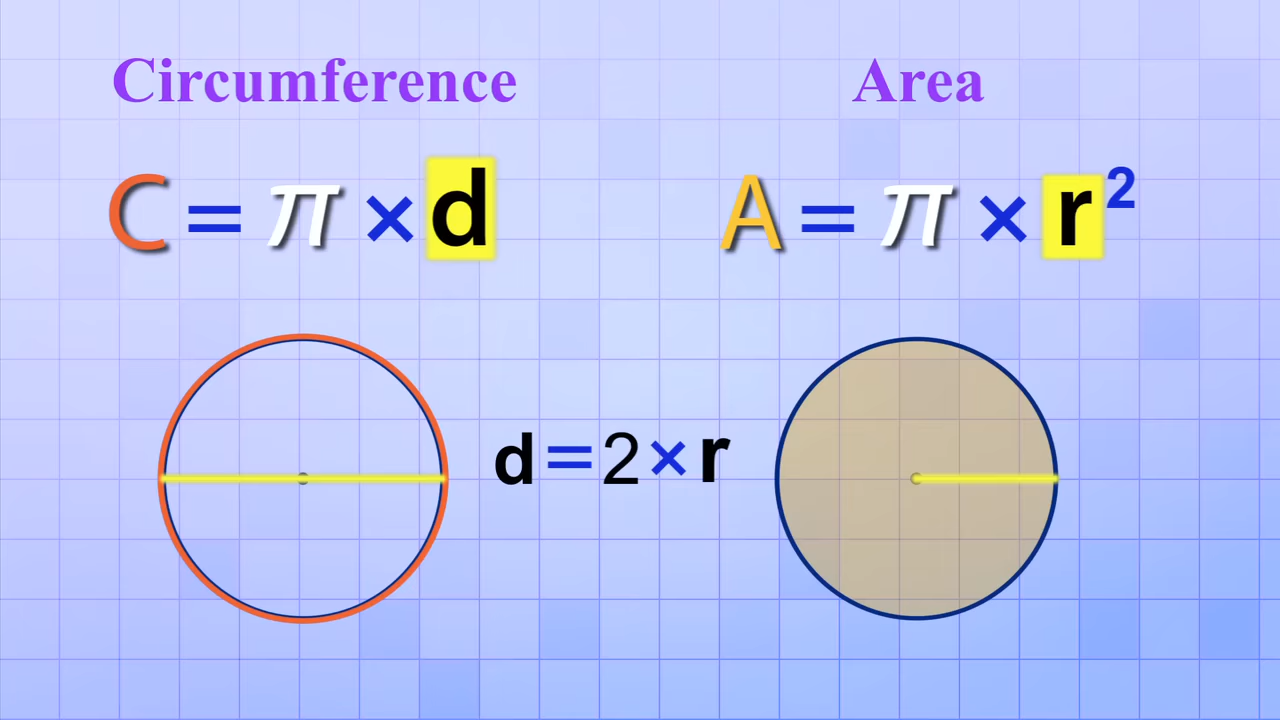 Circumference
C = π × d
Area
A = π × r²
d = 2 × r